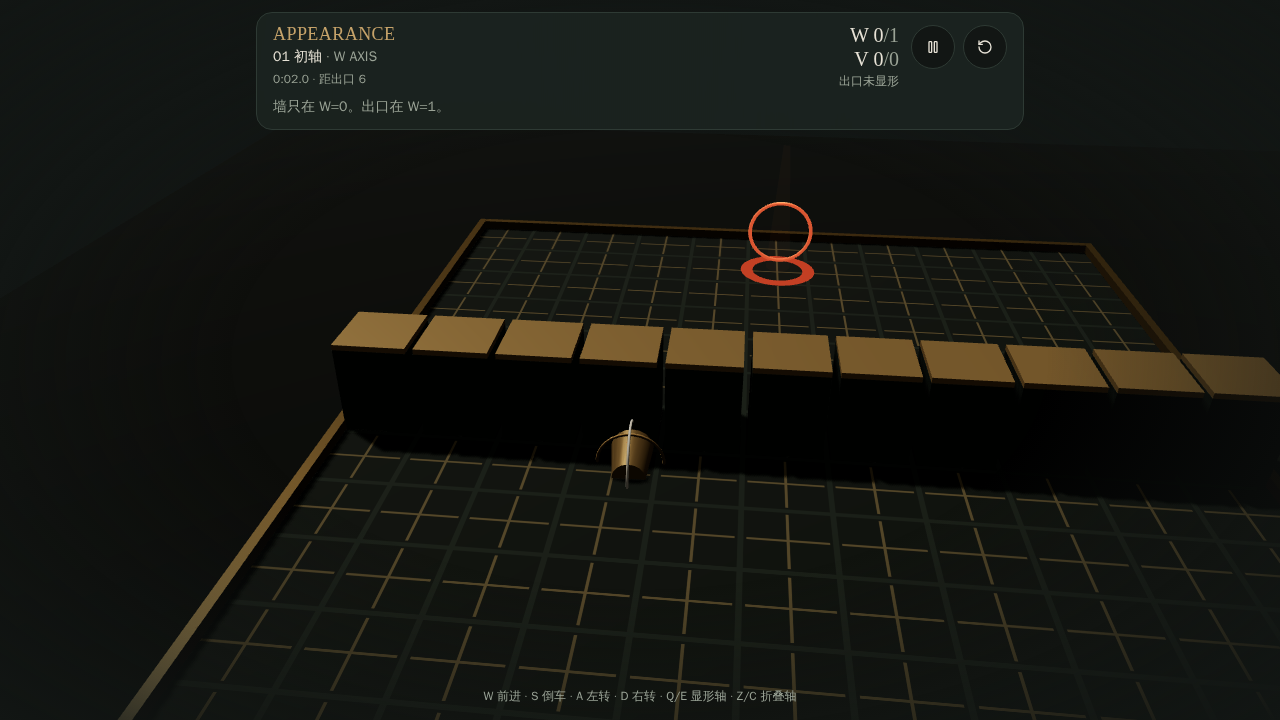 APPEARANCE
01 初轴 · W AXIS
0:02.0 · 距出口 6
墙只在 W=0。出口在 W=1。
W 0/1
V 0/0
出口未显形
W 前进 · S 倒车 · A 左转 · D 右转 · Q/E 显形轴 · Z/C 折叠轴